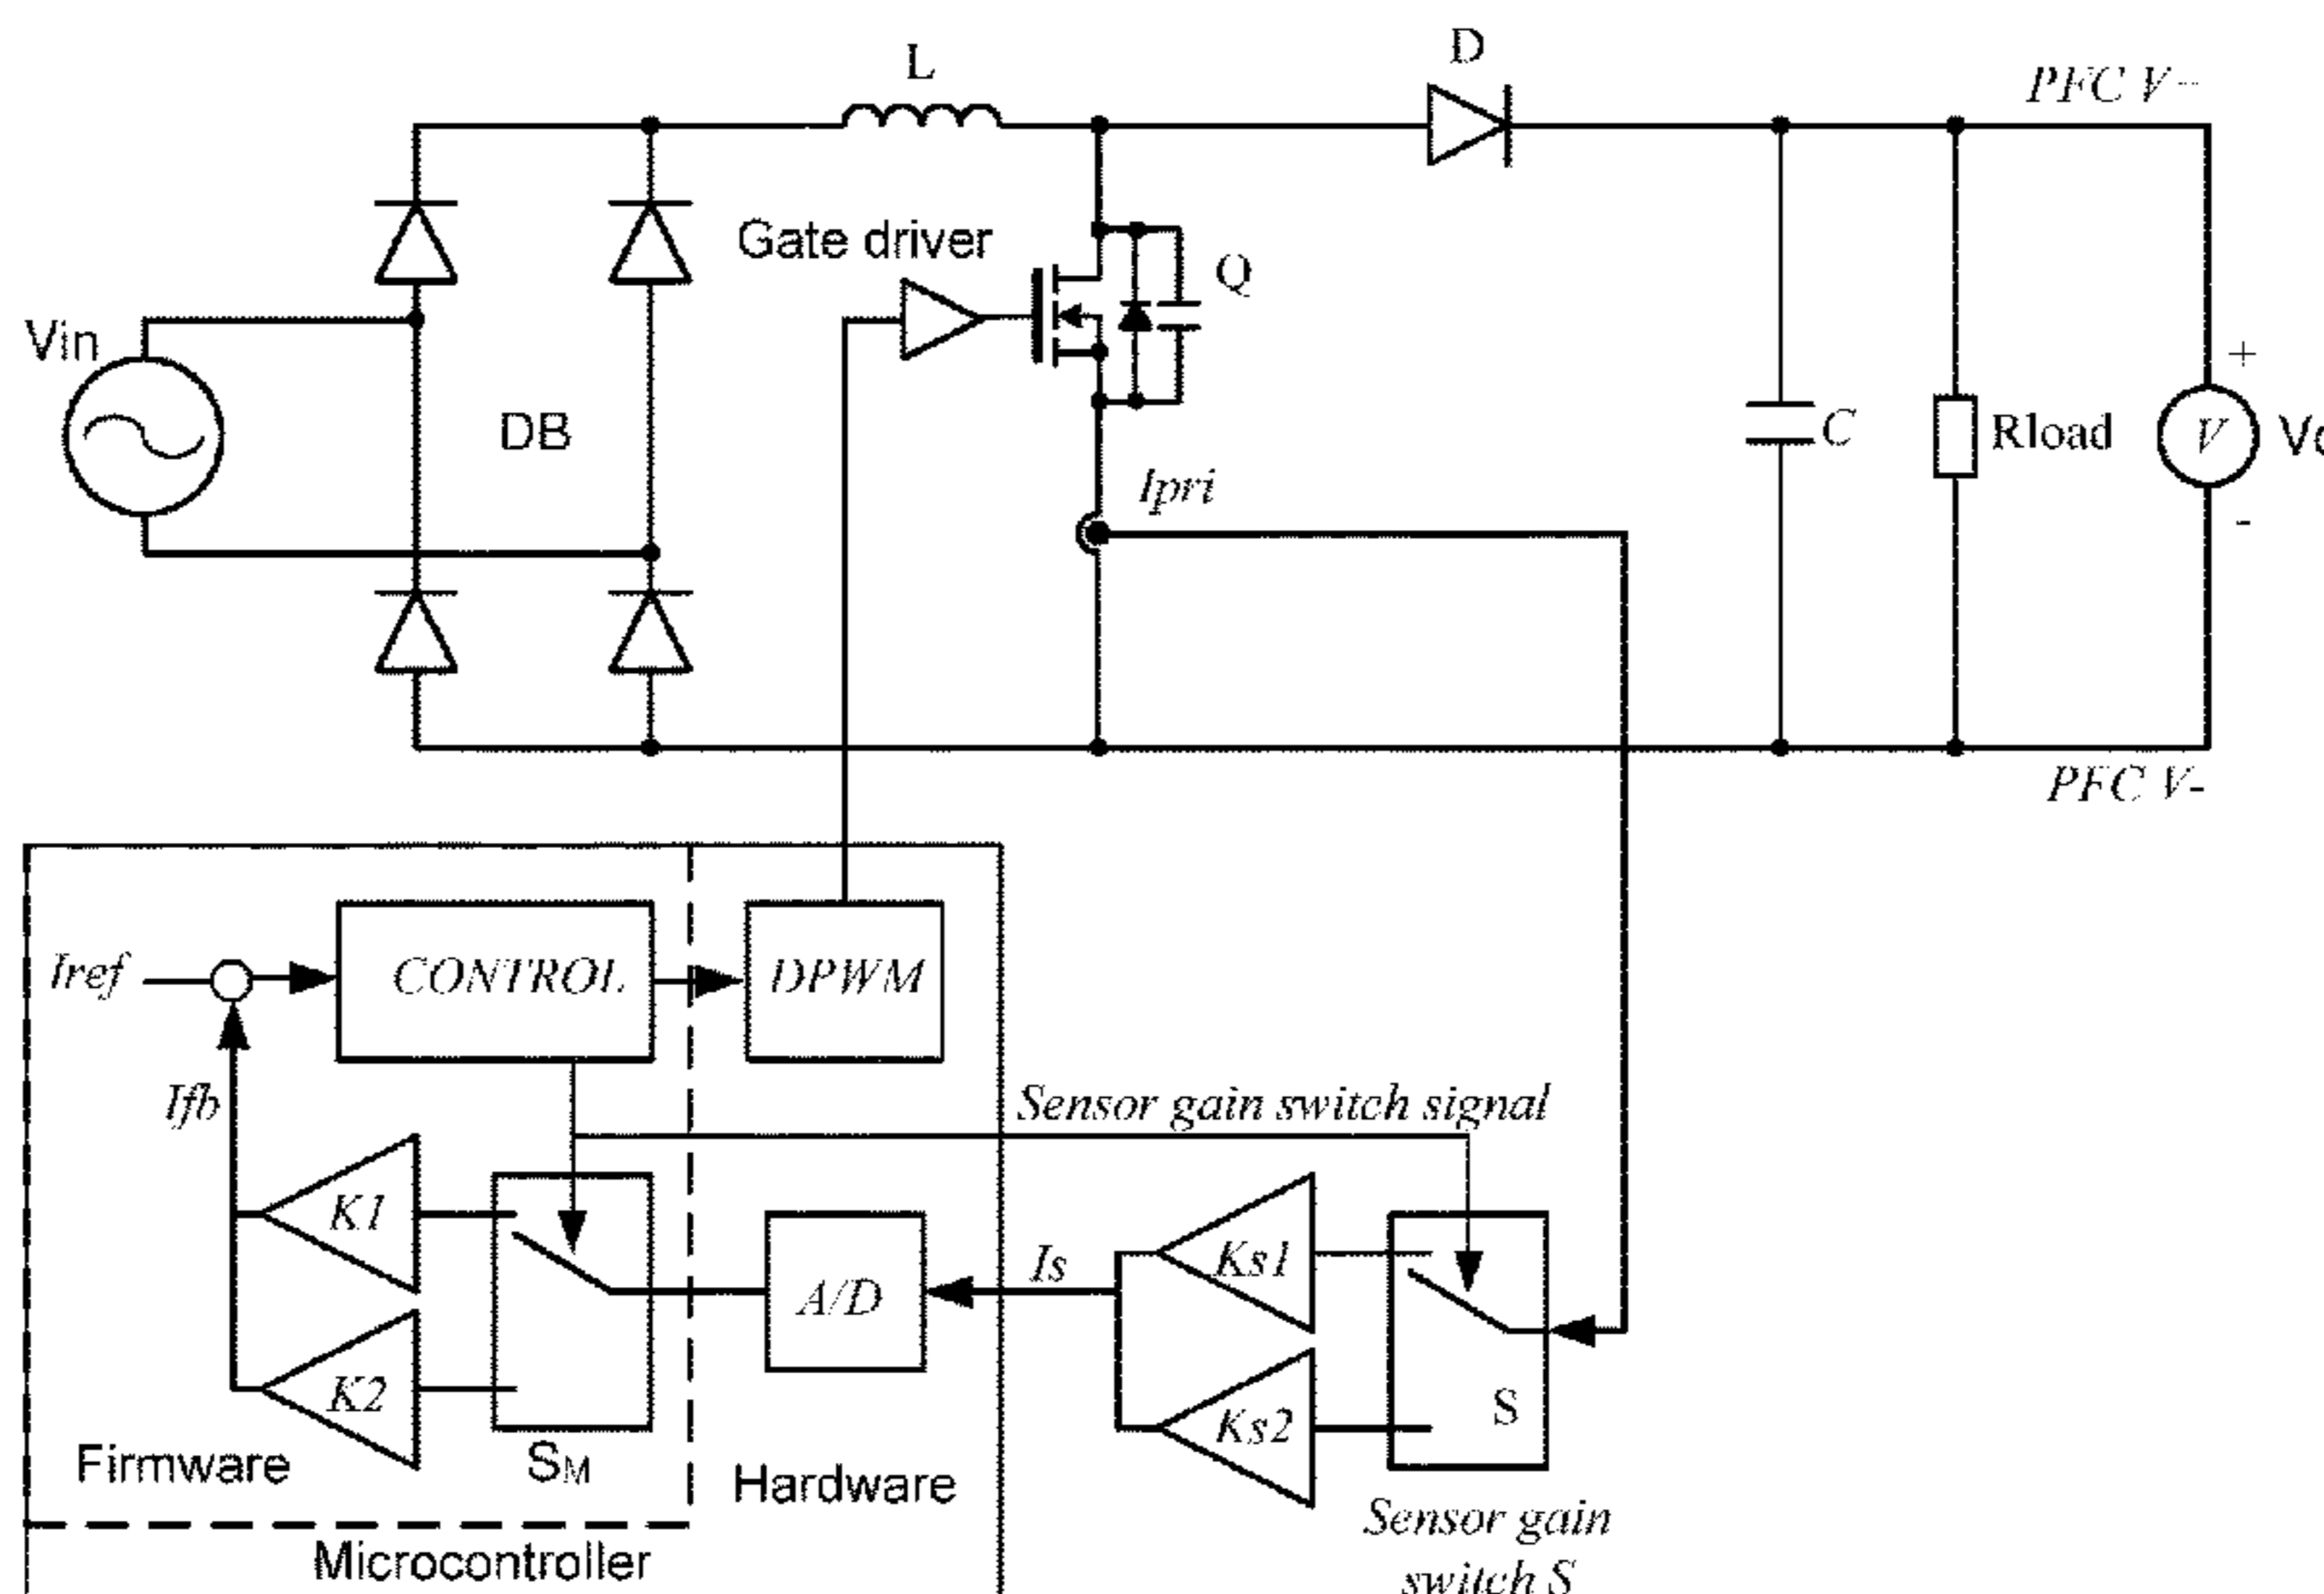 L
D
PFC V+
Gate driver
Q
Vin
DB
+
C
Rload
V
Ipri
-
PFC V-
Iref
CONTROL
DPWM
Ifb
Sensor gain switch signal
K1
Is
Ks1
A/D
K2
Ks2
S
Firmware
SM
Hardware
Sensor gain
switch S
Microcontroller